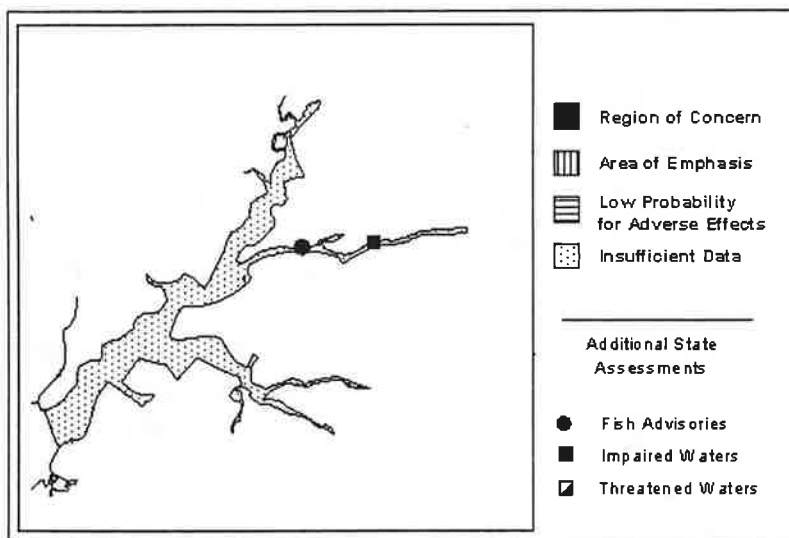 Region of Concern
Area of Emphasis
Low Probability
for Adverse Effects
Insufficient Data
Additional State
Assessments
Fish Advisories
Impaired Waters
Threatened Waters